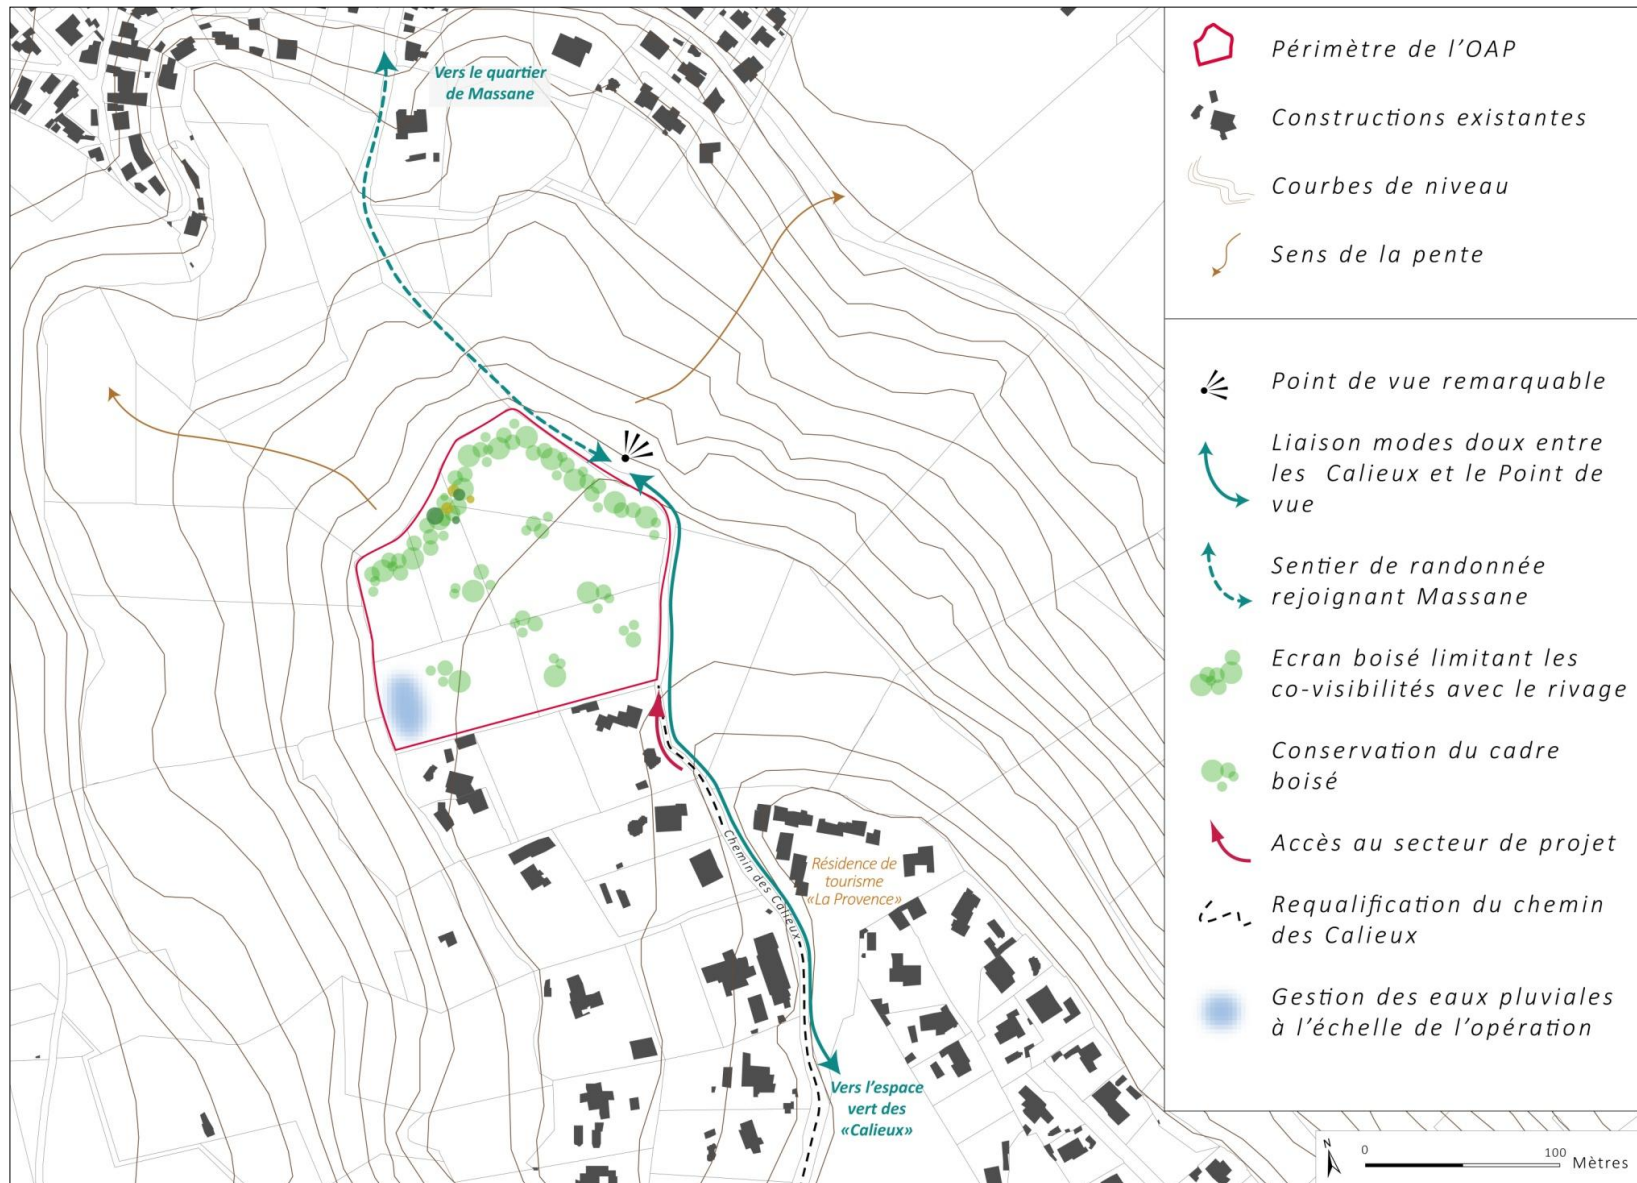 Vers le quartier
de Massane
Chemin des Calieux
Résidence de
tourisme
«La Provence»
Vers l'espace
vert des
«Calieux»
Périmètre de l'OAP
Constructions existantes
Courbes de niveau
Sens de la pente
Point de vue remarquable
Liaison modes doux entre
les Calieux et le Point de
vue
Sentier de randonnée
rejoignant Massane
Ecran boisé limitant les
co-visibilités avec le rivage
Conservation du cadre
boisé
Accès au secteur de projet
Requalification du chemin
des Calieux
Gestion des eaux pluviales
à l'échelle de l'opération
N
0 100 Mètres